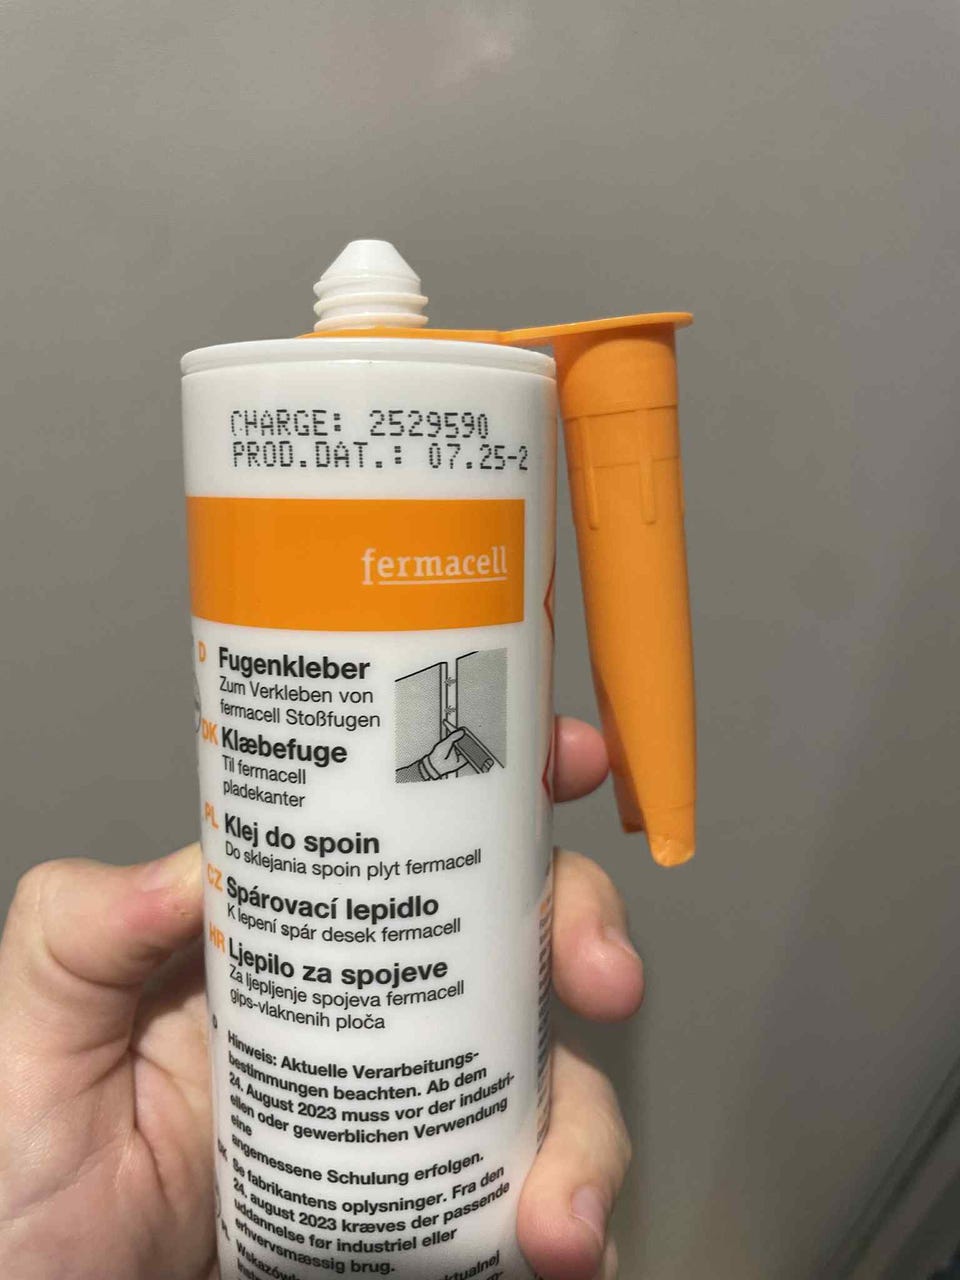 CHARGE: 2529590
PROD.DAT.: 07.25-2
fermacell
D Fugenkleber
Zum Verkleben von
fermacell Stoßfugen
DK Klæbefuge
Til fermacell
pladekanter
PL Klej do spoin
Do sklejania spoin plyt fermacell
CZ Spárovací lepidlo
K lepení spár desek fermacell
HR Ljepilo za spojeve
Za ljepljenje spojeva fermacell
gips-vlaknenih ploča
D Hinweis: Aktuelle Verarbeitungs-
bestimmungen beachten. Ab dem
24. August 2023 muss vor der industri-
ellen oder gewerblichen Verwendung
eine
angemessene Schulung erfolgen.
DK Se fabrikantens oplysninger. Fra den
24. august 2023 kræves der passende
uddannelse før industriel eller
erhvervsmæssig brug.
PL